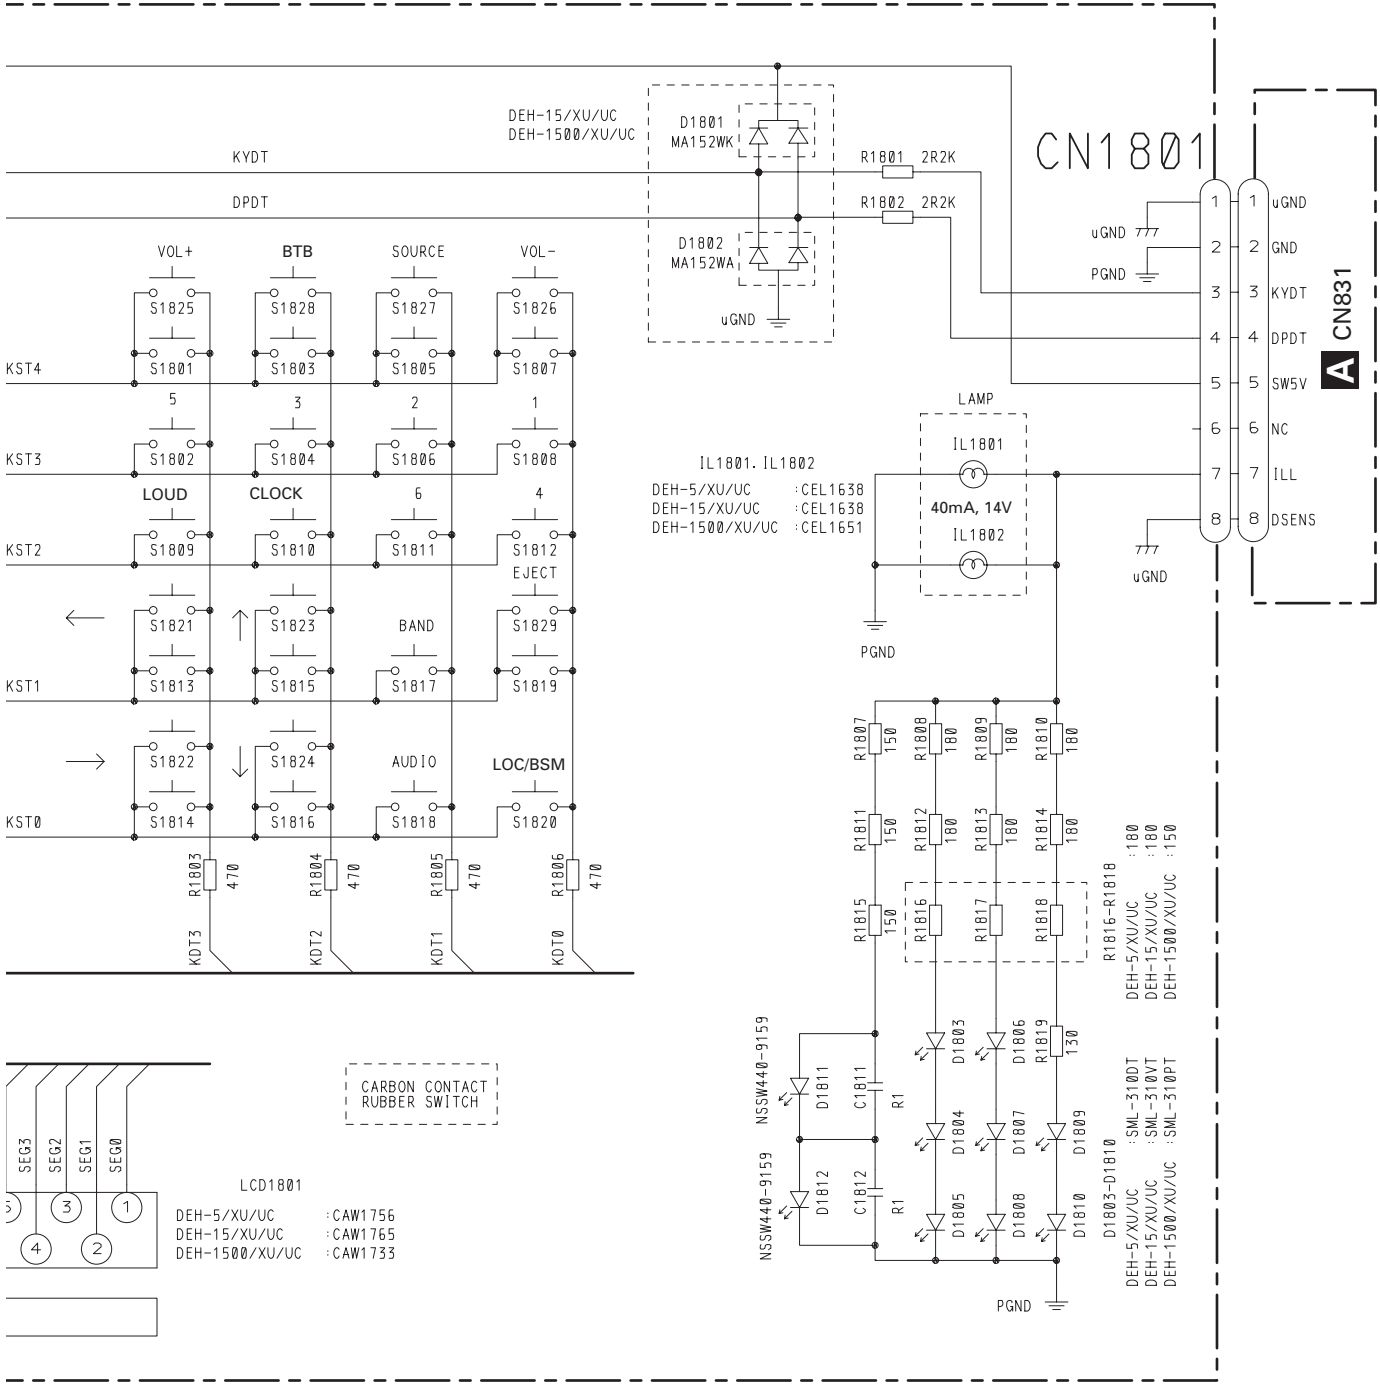 DEH-15/XU/UC
DEH-1500/XU/UC
D1801
MA152WK
KYDT
R1801 2R2K
CN1801
DPDT
R1802 2R2K
D1802
MA152WA
uGND
uGND
PGND
1 1 uGND
2 2 GND
3 3 KYDT
4 4 DPDT
5 5 SW5V
6 6 NC
7 7 ILL
8 8 DSENS
uGND
A CN831
VOL+ BTB SOURCE VOL-
S1825 S1828 S1827 S1826
KST4 S1801 S1803 S1805 S1807
5 3 2 1
KST3 S1802 S1804 S1806 S1808
LOUD CLOCK 6 4
KST2 S1809 S1810 S1811 S1812
EJECT
← S1821 ↑ S1823 BAND S1829
KST1 S1813 S1815 S1817 S1819
→ S1822 ↓ S1824 AUDIO LOC/BSM
KST0 S1814 S1816 S1818 S1820
R1803 470 R1804 470 R1805 470 R1806 470
KDT3 KDT2 KDT1 KDT0
LAMP
IL1801
40mA, 14V
IL1802
IL1801. IL1802
DEH-5/XU/UC :CEL1638
DEH-15/XU/UC :CEL1638
DEH-1500/XU/UC :CEL1651
PGND
R1807 150 R1808 180 R1809 180 R1810 180
R1811 150 R1812 180 R1813 180 R1814 180
R1815 150 R1816 R1817 R1818
R1816-R1818
DEH-5/XU/UC :180
DEH-15/XU/UC :180
DEH-1500/XU/UC :150
NSSW440-9159 D1811 C1811 R1
D1803 D1806 R1819 130
D1804 D1807 D1809
NSSW440-9159 D1812 C1812 R1
D1805 D1808 D1810
D1803-D1810
DEH-5/XU/UC :SML-310DT
DEH-15/XU/UC :SML-310VT
DEH-1500/XU/UC :SML-310PT
PGND
CARBON CONTACT
RUBBER SWITCH
SEG3 SEG2 SEG1 SEG0
3 1
4 2
LCD1801
DEH-5/XU/UC :CAW1756
DEH-15/XU/UC :CAW1765
DEH-1500/XU/UC :CAW1733